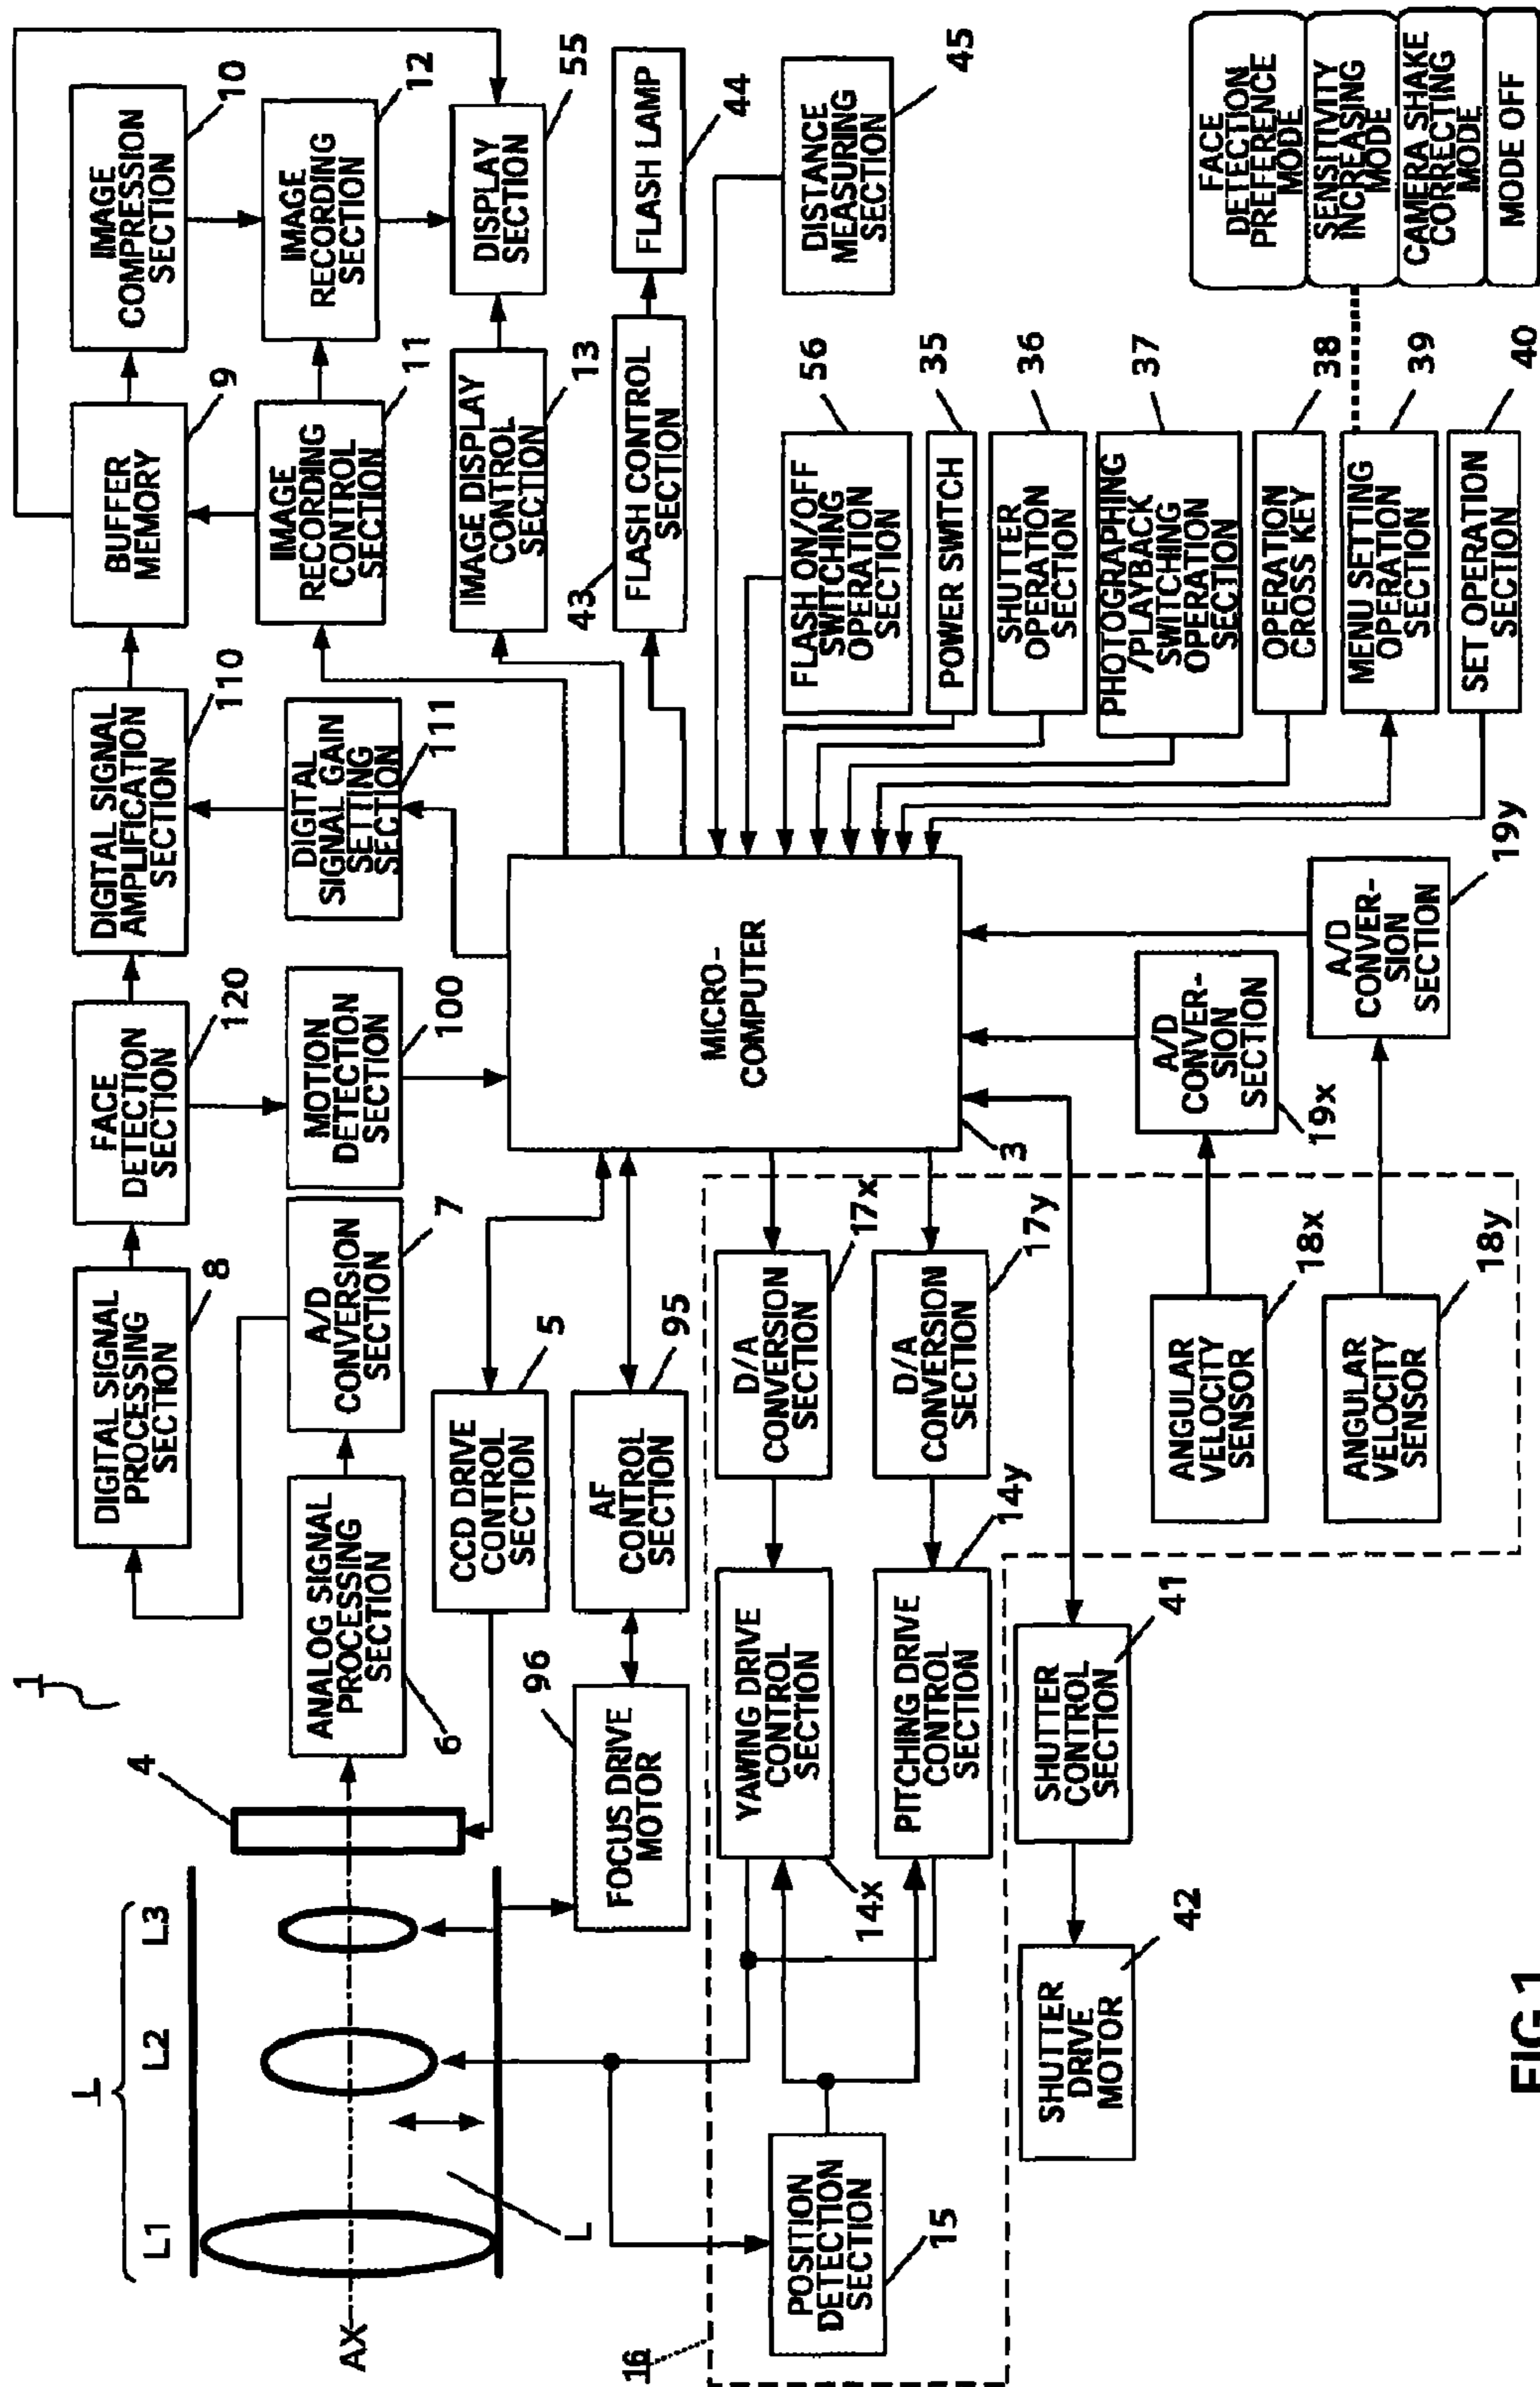 1
L
L1
L2
L3
AX
L
4
ANALOG SIGNAL
PROCESSING
SECTION
6
A/D
CONVERSION
SECTION
7
DIGITAL SIGNAL
PROCESSING
SECTION
8
FACE
DETECTION
SECTION
120
MOTION
DETECTION
SECTION
100
DIGITAL SIGNAL
AMPLIFICATION
SECTION
110
DIGITAL
SIGNAL GAIN
SETTING
SECTION
111
BUFFER
MEMORY
9
IMAGE
COMPRESSION
SECTION
10
IMAGE
RECORDING
CONTROL
SECTION
11
IMAGE
RECORDING
SECTION
12
IMAGE DISPLAY
CONTROL
SECTION
13
DISPLAY
SECTION
55
43
FLASH CONTROL
SECTION
FLASH LAMP
44
DISTANCE
MEASURING
SECTION
45
CCD DRIVE
CONTROL
SECTION
5
AF
CONTROL
SECTION
95
FOCUS DRIVE
MOTOR
96
MICRO-
COMPUTER
3
FLASH ON/OFF
SWITCHING
OPERATION
SECTION
56
POWER SWITCH
35
SHUTTER
OPERATION
SECTION
36
PHOTOGRAPHING
/PLAYBACK
SWITCHING
OPERATION
SECTION
37
OPERATION
CROSS KEY
38
MENU SETTING
OPERATION
SECTION
39
SET OPERATION
SECTION
40
FACE
DETECTION
PREFERENCE
MODE
SENSITIVITY
INCREASING
MODE
CAMERA SHAKE
CORRECTING
MODE
MODE OFF
16
POSITION
DETECTION
SECTION
15
YAWING DRIVE
CONTROL
SECTION
14x
PITCHING DRIVE
CONTROL
SECTION
14y
D/A
CONVERSION
SECTION
17x
D/A
CONVERSION
SECTION
17y
ANGULAR
VELOCITY
SENSOR
18x
ANGULAR
VELOCITY
SENSOR
18y
A/D
CONVER-
SION
SECTION
19x
A/D
CONVER-
SION
SECTION
19y
SHUTTER
CONTROL
SECTION
41
SHUTTER
DRIVE
MOTOR
42
FIG.1